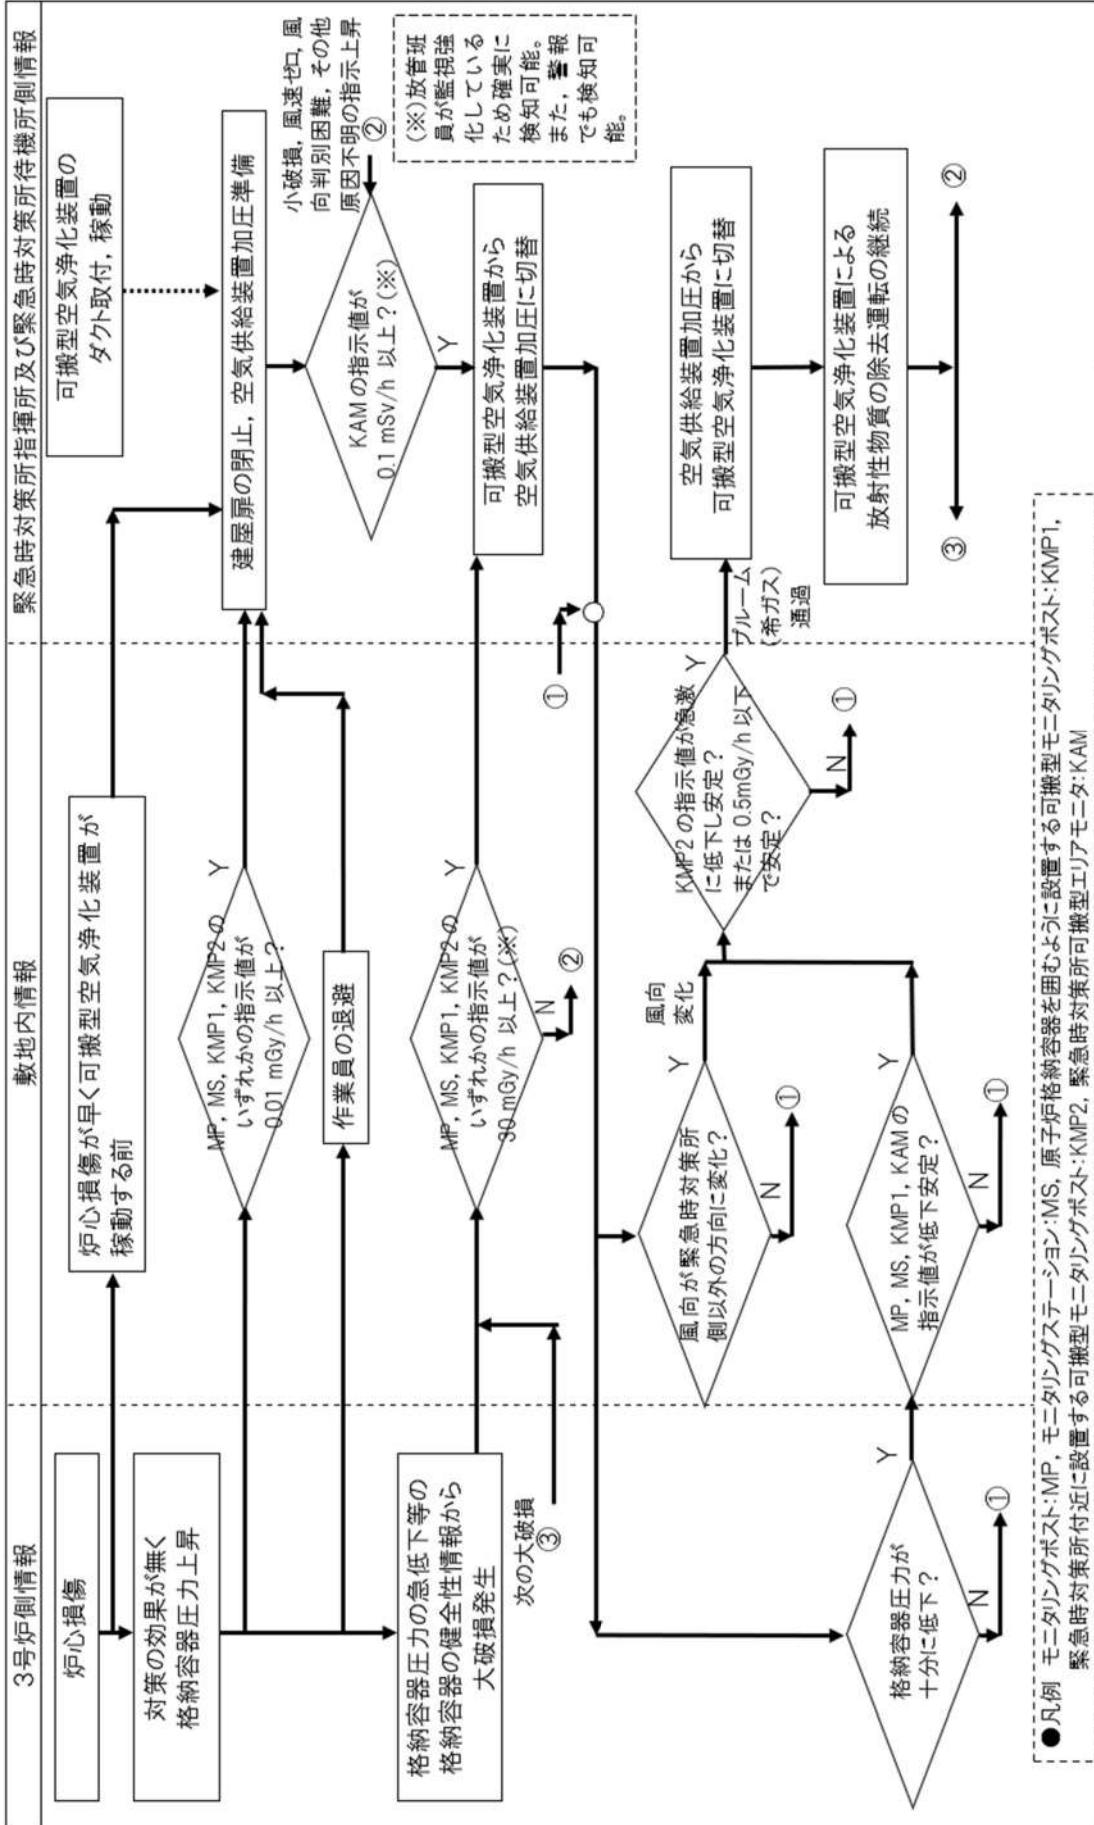 3号炉側情報
敷地内情報
緊急時対策所指揮所及び緊急時対策所待機所側情報
炉心損傷
対策の効果が無く
格納容器圧力上昇
格納容器圧力の急低下等の
格納容器の健全性情報から
大破損発生
次の大破損
③
格納容器圧力が
十分に低下？
Y
N
①
炉心損傷が早く可搬型空気浄化装置が
稼動する前
MP, MS, KMP1, KMP2の
いずれかの指示値が
0.01 mGy/h 以上？
Y
作業員の退避
MP, MS, KMP1, KMP2の
いずれかの指示値が
30 mGy/h 以上？(※)
Y
N
②
風向が緊急時対策所
側以外の方向に変化？
Y
N
①
風向
変化
MP, MS, KMP1, KAMの
指示値が低下安定？
Y
N
①
KMP2 の指示値が急激
に低下し安定？
または 0.5mGy/h 以下
で安定？
Y
N
①
プルーム
(希ガス)
通過
①
可搬型空気浄化装置の
ダクト取付，稼動
建屋扉の閉止，空気供給装置加圧準備
小破損，風速ゼロ，風
向判別困難，その他
原因不明の指示上昇
②
KAM の指示値が
0.1 mSv/h 以上？(※)
Y
(※)放管班
員が監視強
化している
ため確実に
検知可能。
また，警報
でも検知可
能。
可搬型空気浄化装置から
空気供給装置加圧に切替
空気供給装置加圧から
可搬型空気浄化装置に切替
可搬型空気浄化装置による
放射性物質の除去運転の継続
③
②
●凡例 モニタリングポスト:MP，モニタリングステーション:MS，原子炉格納容器を囲むように設置する可搬型モニタリングポスト:KMP1，
緊急時対策所付近に設置する可搬型モニタリングポスト:KMP2，緊急時対策所可搬型エリアモニタ:KAM